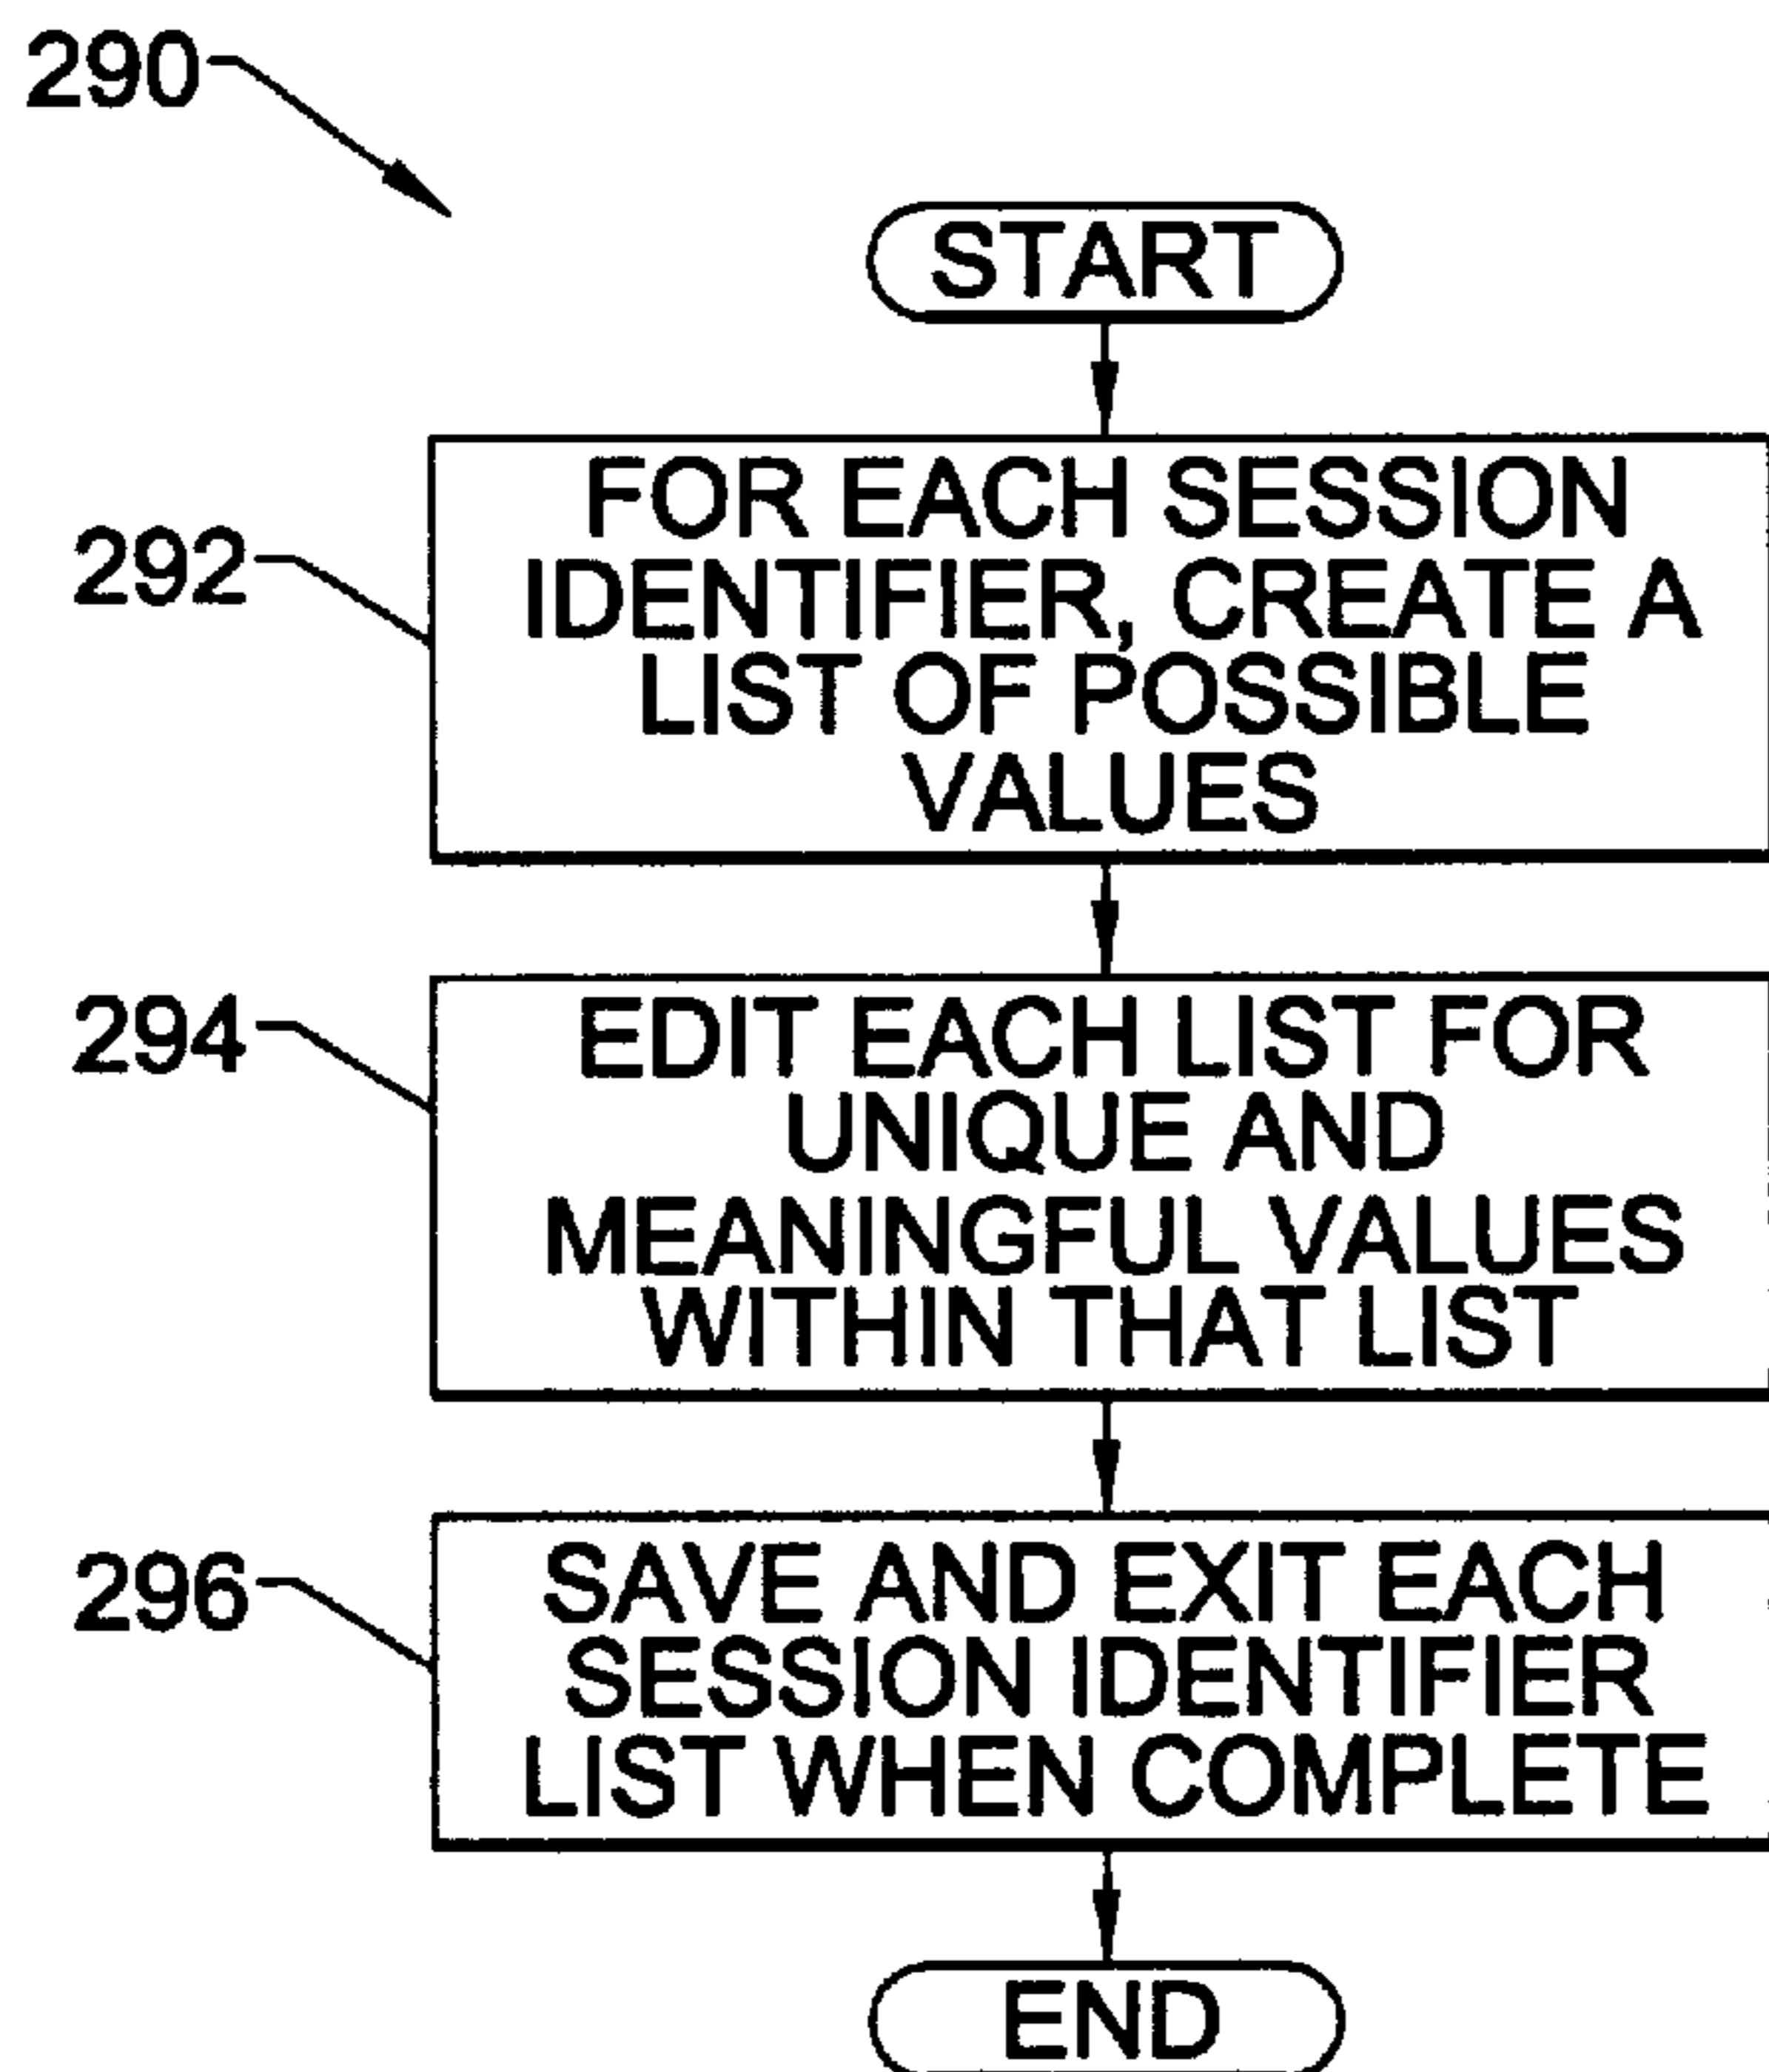 290
START
292
FOR EACH SESSION
IDENTIFIER, CREATE A
LIST OF POSSIBLE
VALUES
294
EDIT EACH LIST FOR
UNIQUE AND
MEANINGFUL VALUES
WITHIN THAT LIST
296
SAVE AND EXIT EACH
SESSION IDENTIFIER
LIST WHEN COMPLETE
END